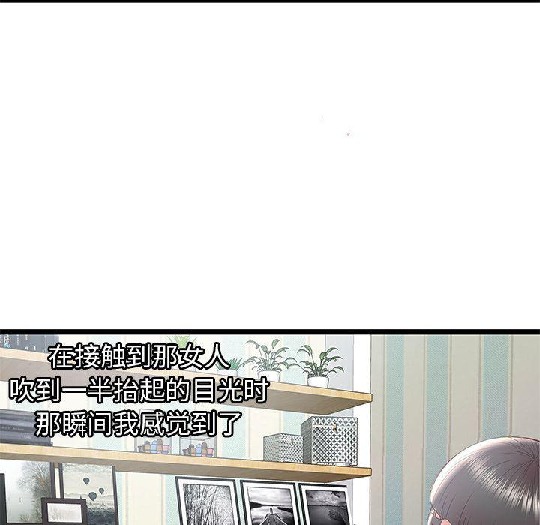 在接触到那女人
吹到一半抬起的目光时
那瞬间我感觉到了